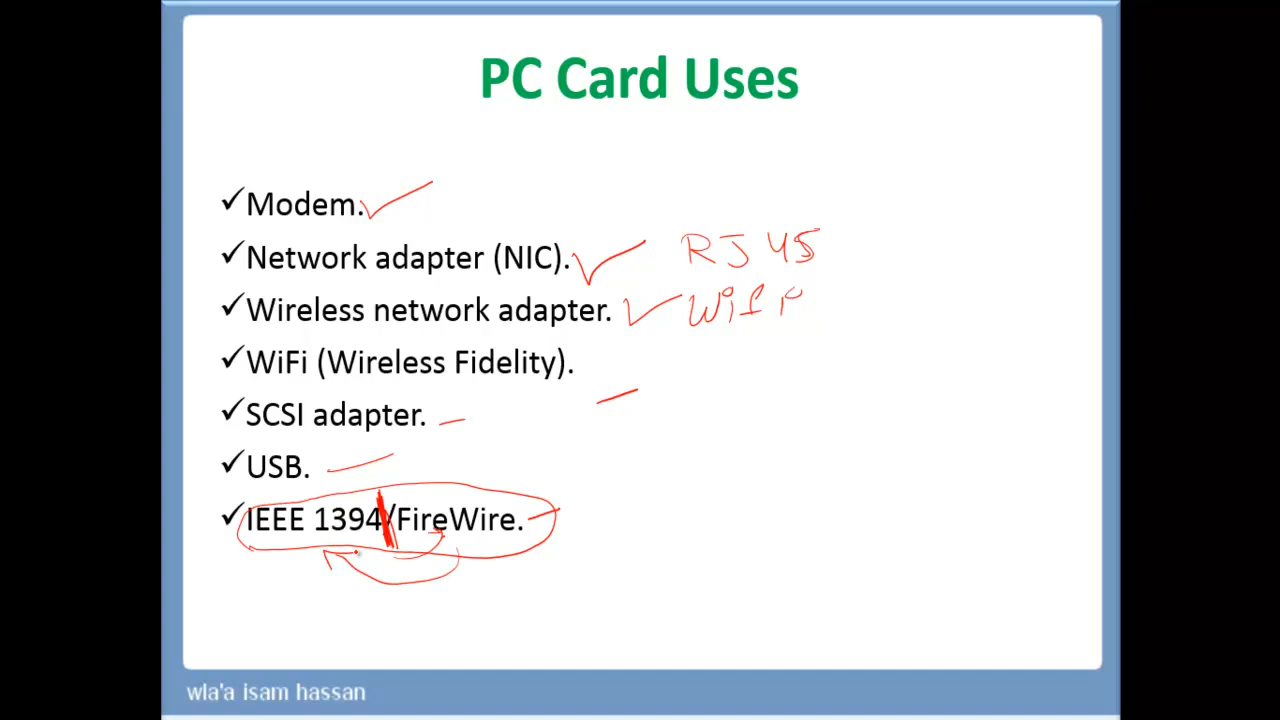 PC Card Uses
✓Modem.
✓Network adapter (NIC). RJ 45
✓Wireless network adapter. Wifi
✓WiFi (Wireless Fidelity).
✓SCSI adapter.
✓USB.
✓IEEE 1394/FireWire.
wla'a isam hassan